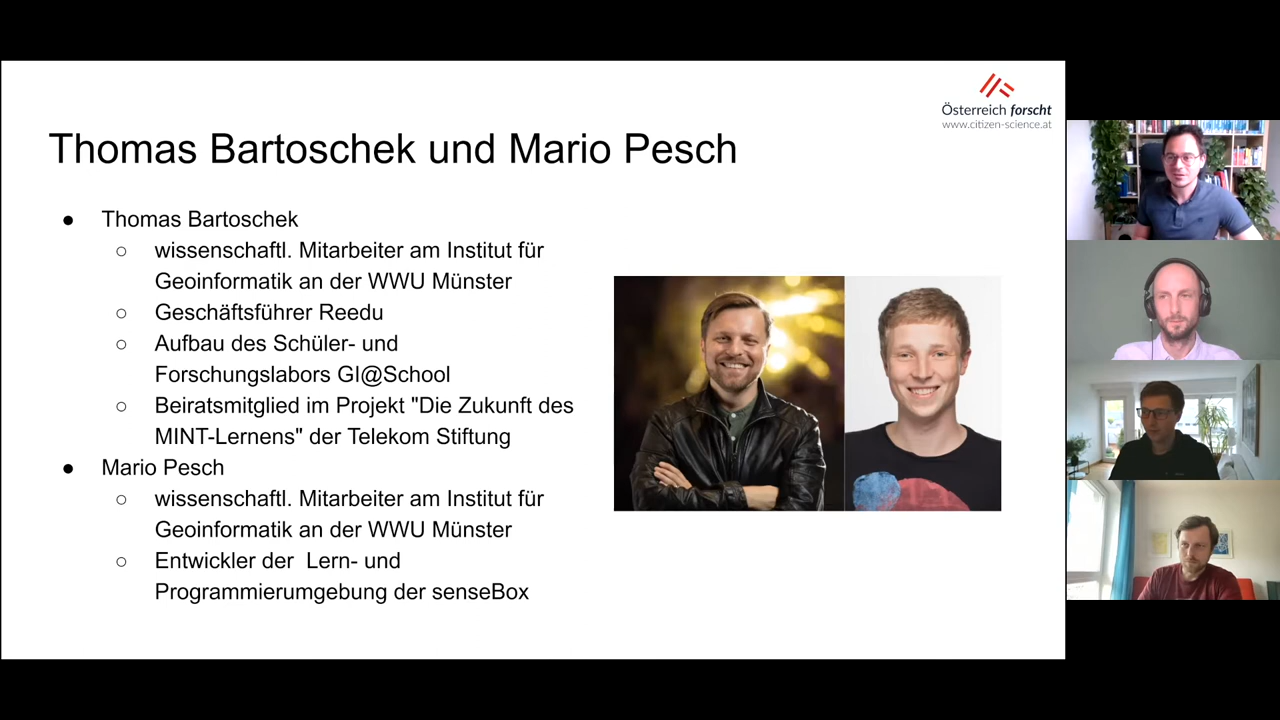 Österreich forscht
www.citizen-science.at
Thomas Bartoschek und Mario Pesch
● Thomas Bartoschek
○ wissenschaftl. Mitarbeiter am Institut für
Geoinformatik an der WWU Münster
○ Geschäftsführer Reedu
○ Aufbau des Schüler- und
Forschungslabors GI@School
○ Beiratsmitglied im Projekt "Die Zukunft des
MINT-Lernens" der Telekom Stiftung
● Mario Pesch
○ wissenschaftl. Mitarbeiter am Institut für
Geoinformatik an der WWU Münster
○ Entwickler der  Lern- und
Programmierumgebung der senseBox